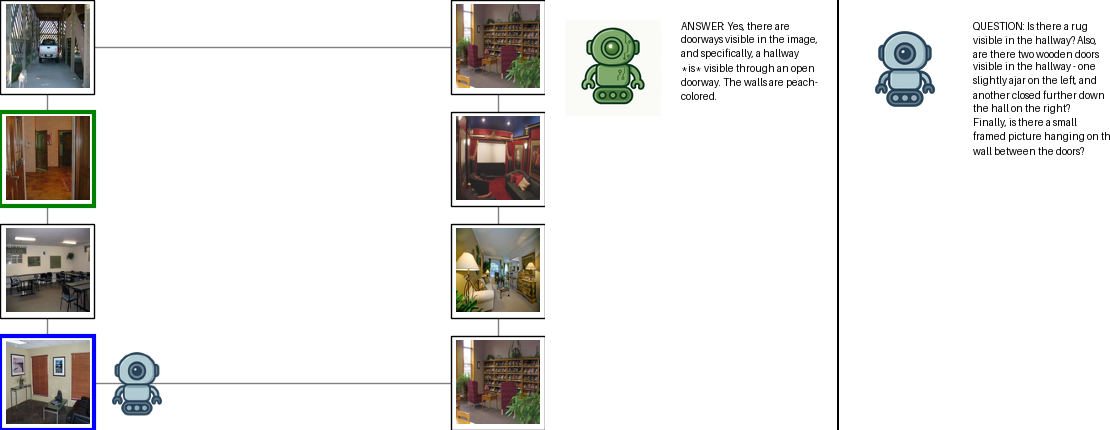 ANSWER: Yes, there are
doorways visible in the image,
and specifically, a hallway
*is* visible through an open
doorway. The walls are peach-
colored.
QUESTION: Is there a rug
visible in the hallway? Also,
are there two wooden doors
visible in the hallway - one
slightly ajar on the left, and
another closed further down
the hall on the right?
Finally, is there a small
framed picture hanging on th
wall between the doors?